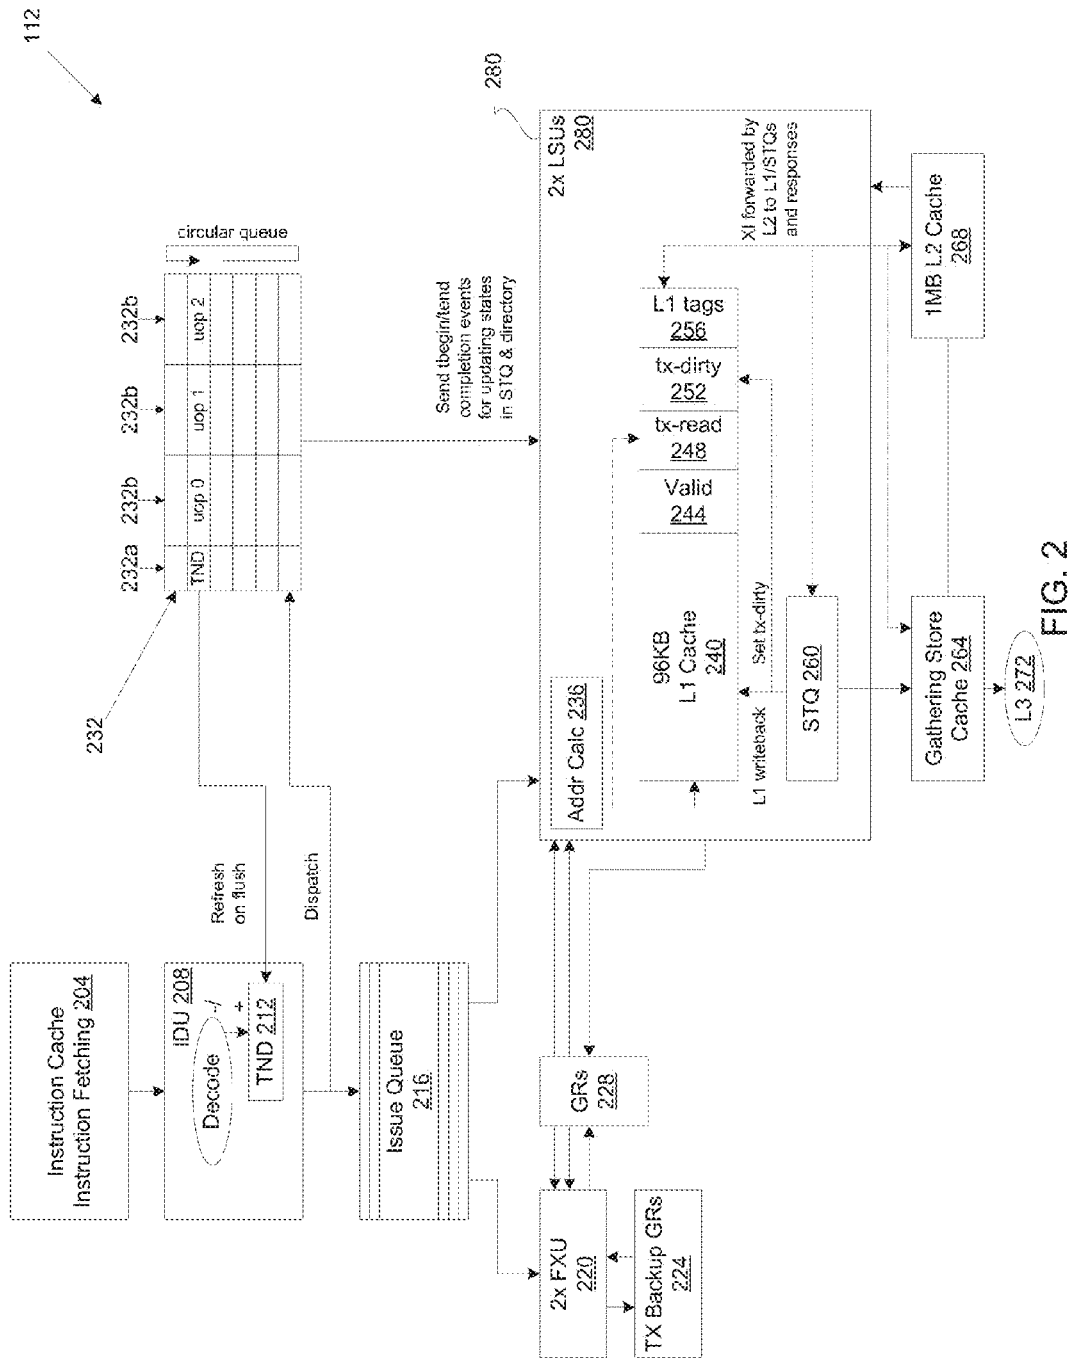 112
Instruction Cache
Instruction Fetching 204
IDU 208
Decode
-/
+
TND 212
Refresh
on flush
Dispatch
Issue Queue
216
232
232a
232b
232b
232b
TND
uop 0
uop 1
uop 2
circular queue
Send tbegin/tend
completion events
for updating states
in STQ & directory
280
2x LSUs
280
2x FXU
220
TX Backup GRs
224
GRs
228
Addr Calc 236
96KB
L1 Cache
240
Valid
244
tx-read
248
tx-dirty
252
L1 tags
256
L1 writeback
Set tx-dirty
XI forwarded by
L2 to L1/STQs
and responses
STQ 260
Gathering Store
Cache 264
1MB L2 Cache
268
L3 272
FIG. 2